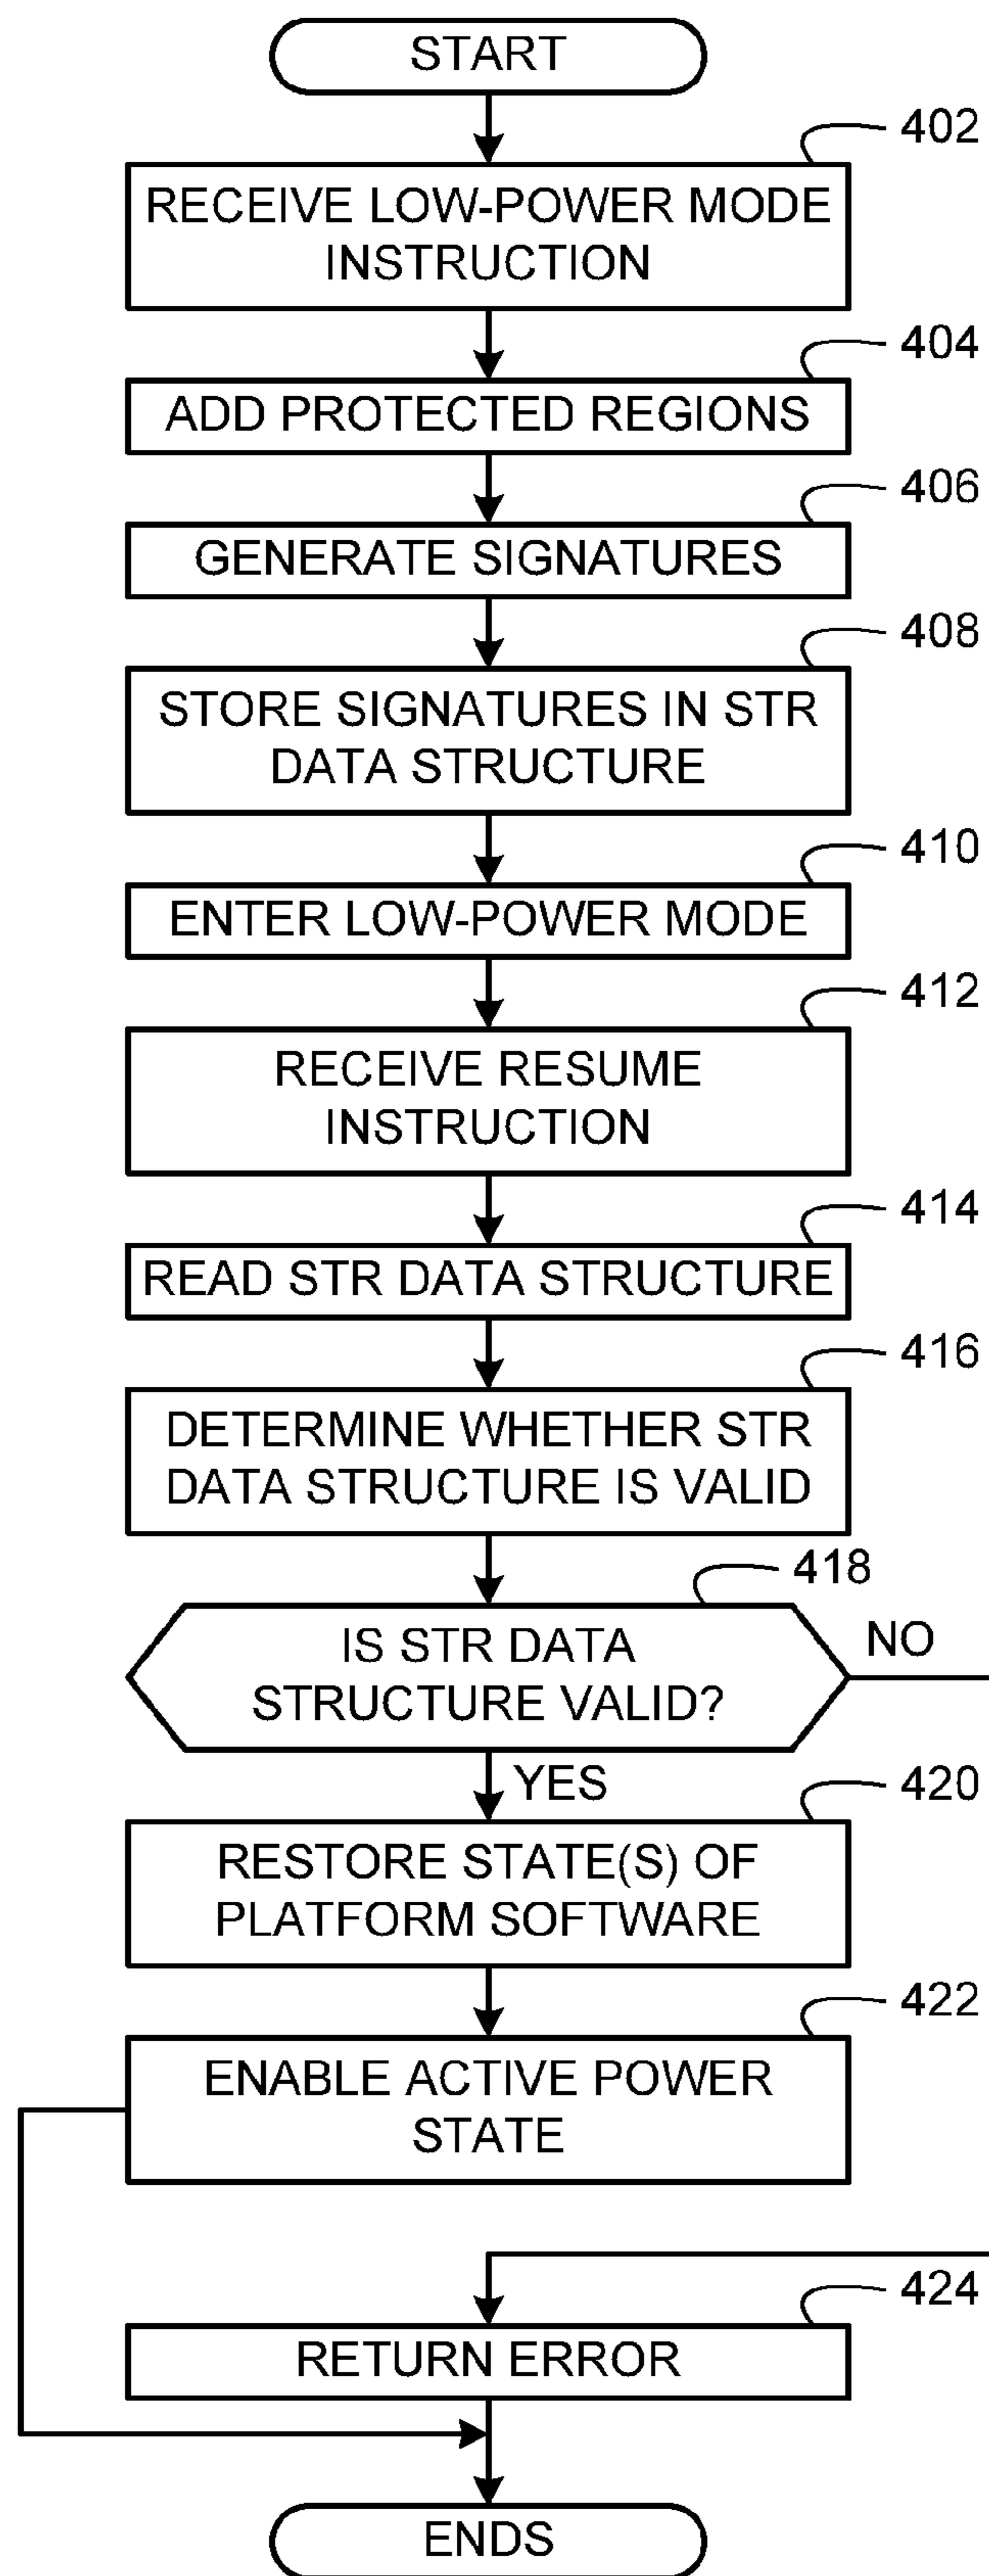 START
402
RECEIVE LOW-POWER MODE
INSTRUCTION
404
ADD PROTECTED REGIONS
406
GENERATE SIGNATURES
408
STORE SIGNATURES IN STR
DATA STRUCTURE
410
ENTER LOW-POWER MODE
412
RECEIVE RESUME
INSTRUCTION
414
READ STR DATA STRUCTURE
416
DETERMINE WHETHER STR
DATA STRUCTURE IS VALID
418
IS STR DATA
STRUCTURE VALID?
NO
YES
420
RESTORE STATE(S) OF
PLATFORM SOFTWARE
422
ENABLE ACTIVE POWER
STATE
424
RETURN ERROR
ENDS